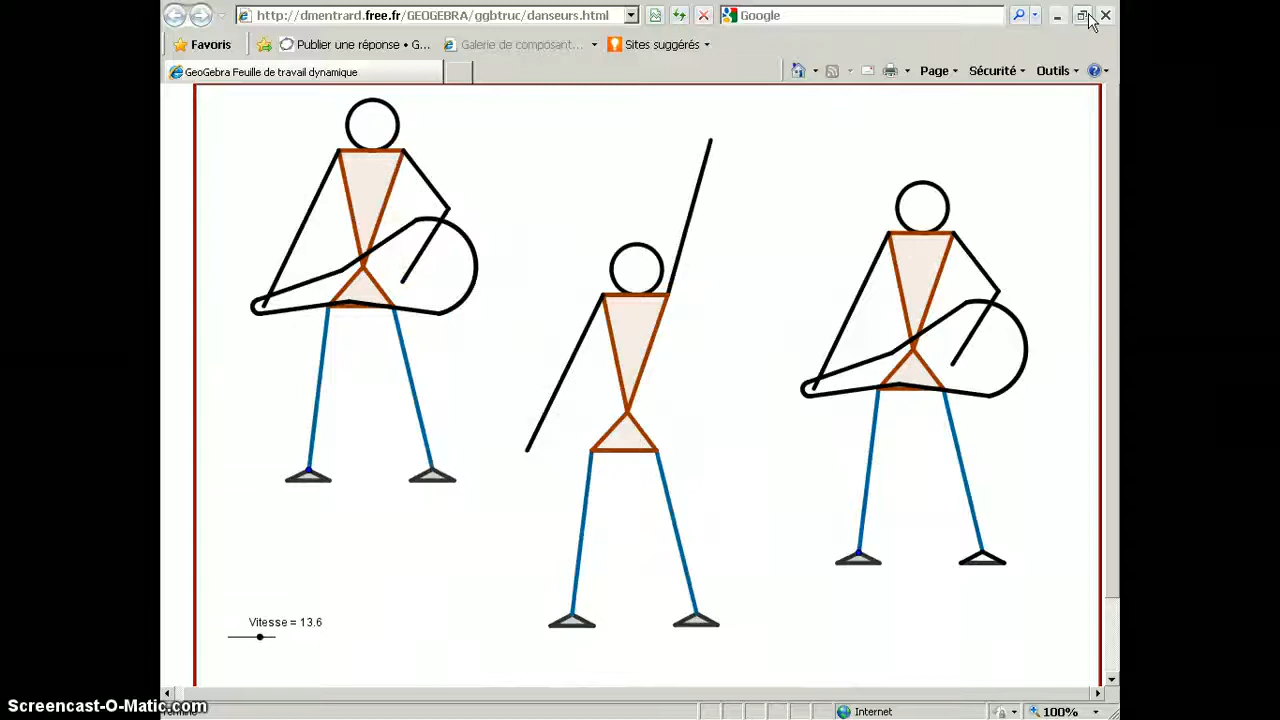 http://dmentrard.free.fr/GEOGEBRA/ggbtruc/danseurs.html
Google
Favoris
Publier une réponse • G...
Galerie de composant...
Sites suggérés
GeoGebra Feuille de travail dynamique
Page
Sécurité
Outils
Vitesse = 13.6
Internet
100%
Screencast-O-Matic.com